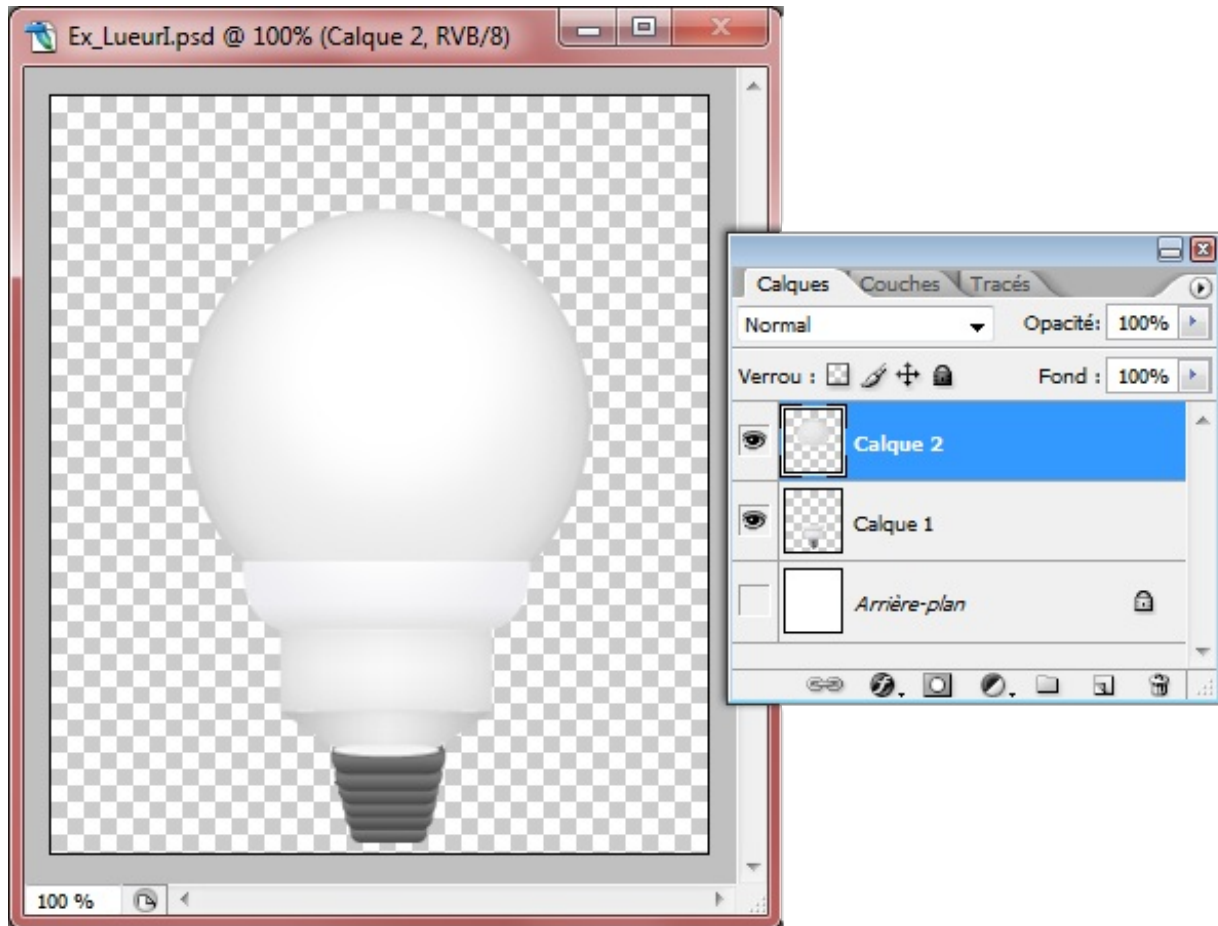 Ex_LueurI.psd @ 100% (Calque 2, RVB/8)
Calques Couches Tracés
Normal Opacité: 100%
Verrou : Fond : 100%
Calque 2
Calque 1
Arrière-plan
100 %